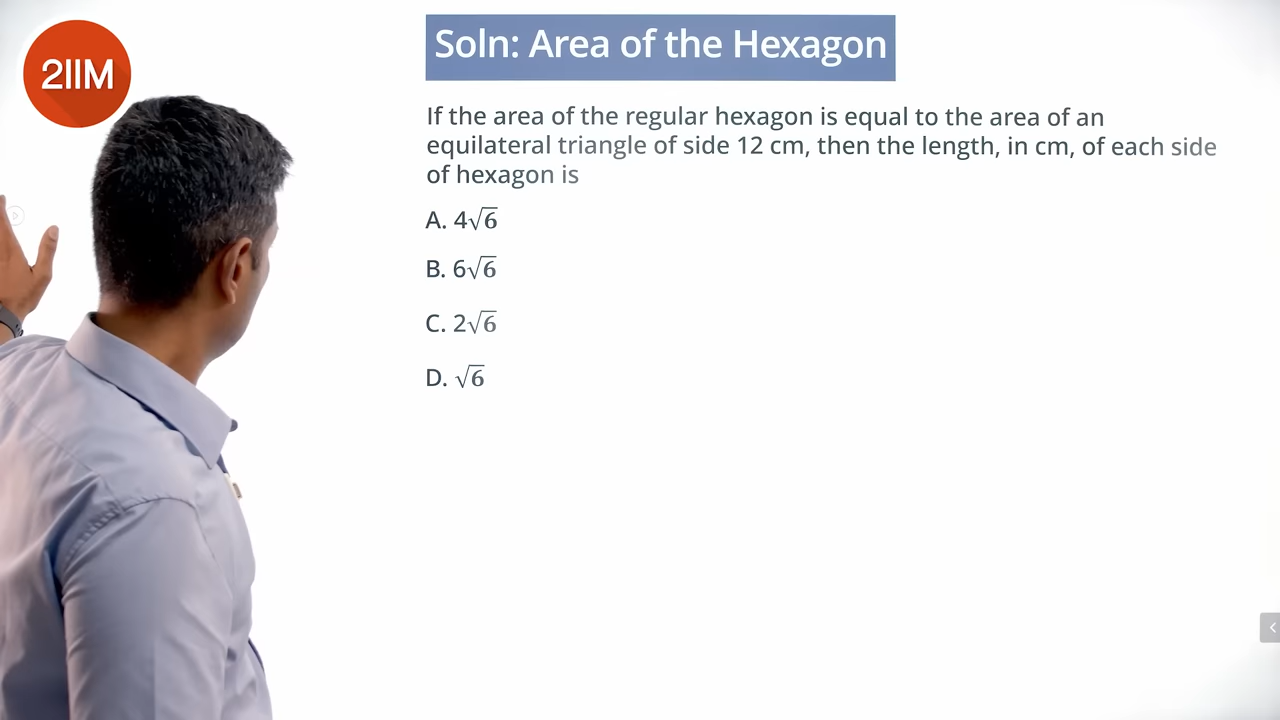 2IIM
Soln: Area of the Hexagon
If the area of the regular hexagon is equal to the area of an
equilateral triangle of side 12 cm, then the length, in cm, of each side
of hexagon is
A. 4√6
B. 6√6
C. 2√6
D. √6